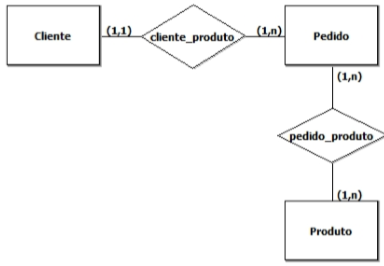 Cliente
(1,1)
cliente_produto
(1,n)
Pedido
(1,n)
pedido_produto
(1,n)
Produto